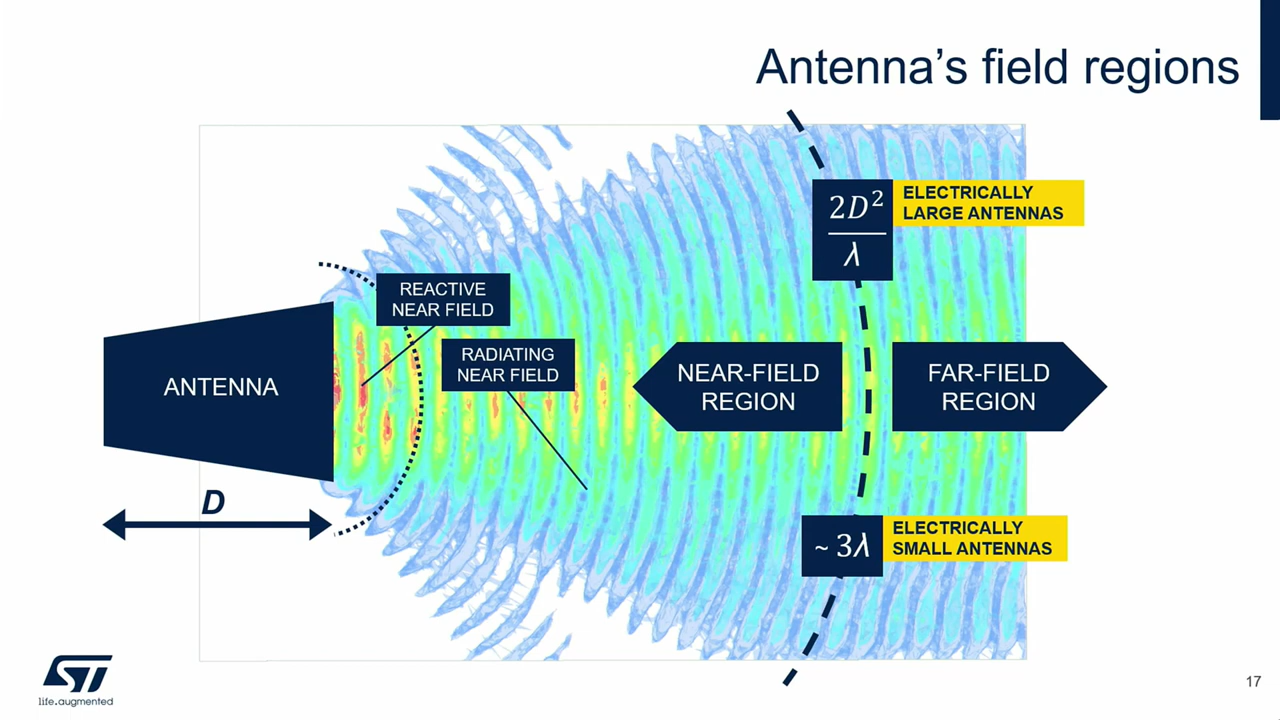 Antenna's field regions
2D²
λ
ELECTRICALLY
LARGE ANTENNAS
REACTIVE
NEAR FIELD
RADIATING
NEAR FIELD
ANTENNA
NEAR-FIELD
REGION
FAR-FIELD
REGION
D
~ 3λ
ELECTRICALLY
SMALL ANTENNAS
ST
life.augmented
17